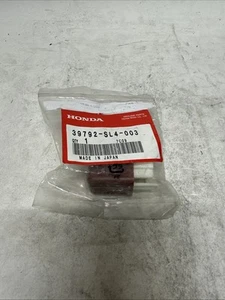 HONDA
39792-SL4-003
QTY 1
MADE IN JAPAN